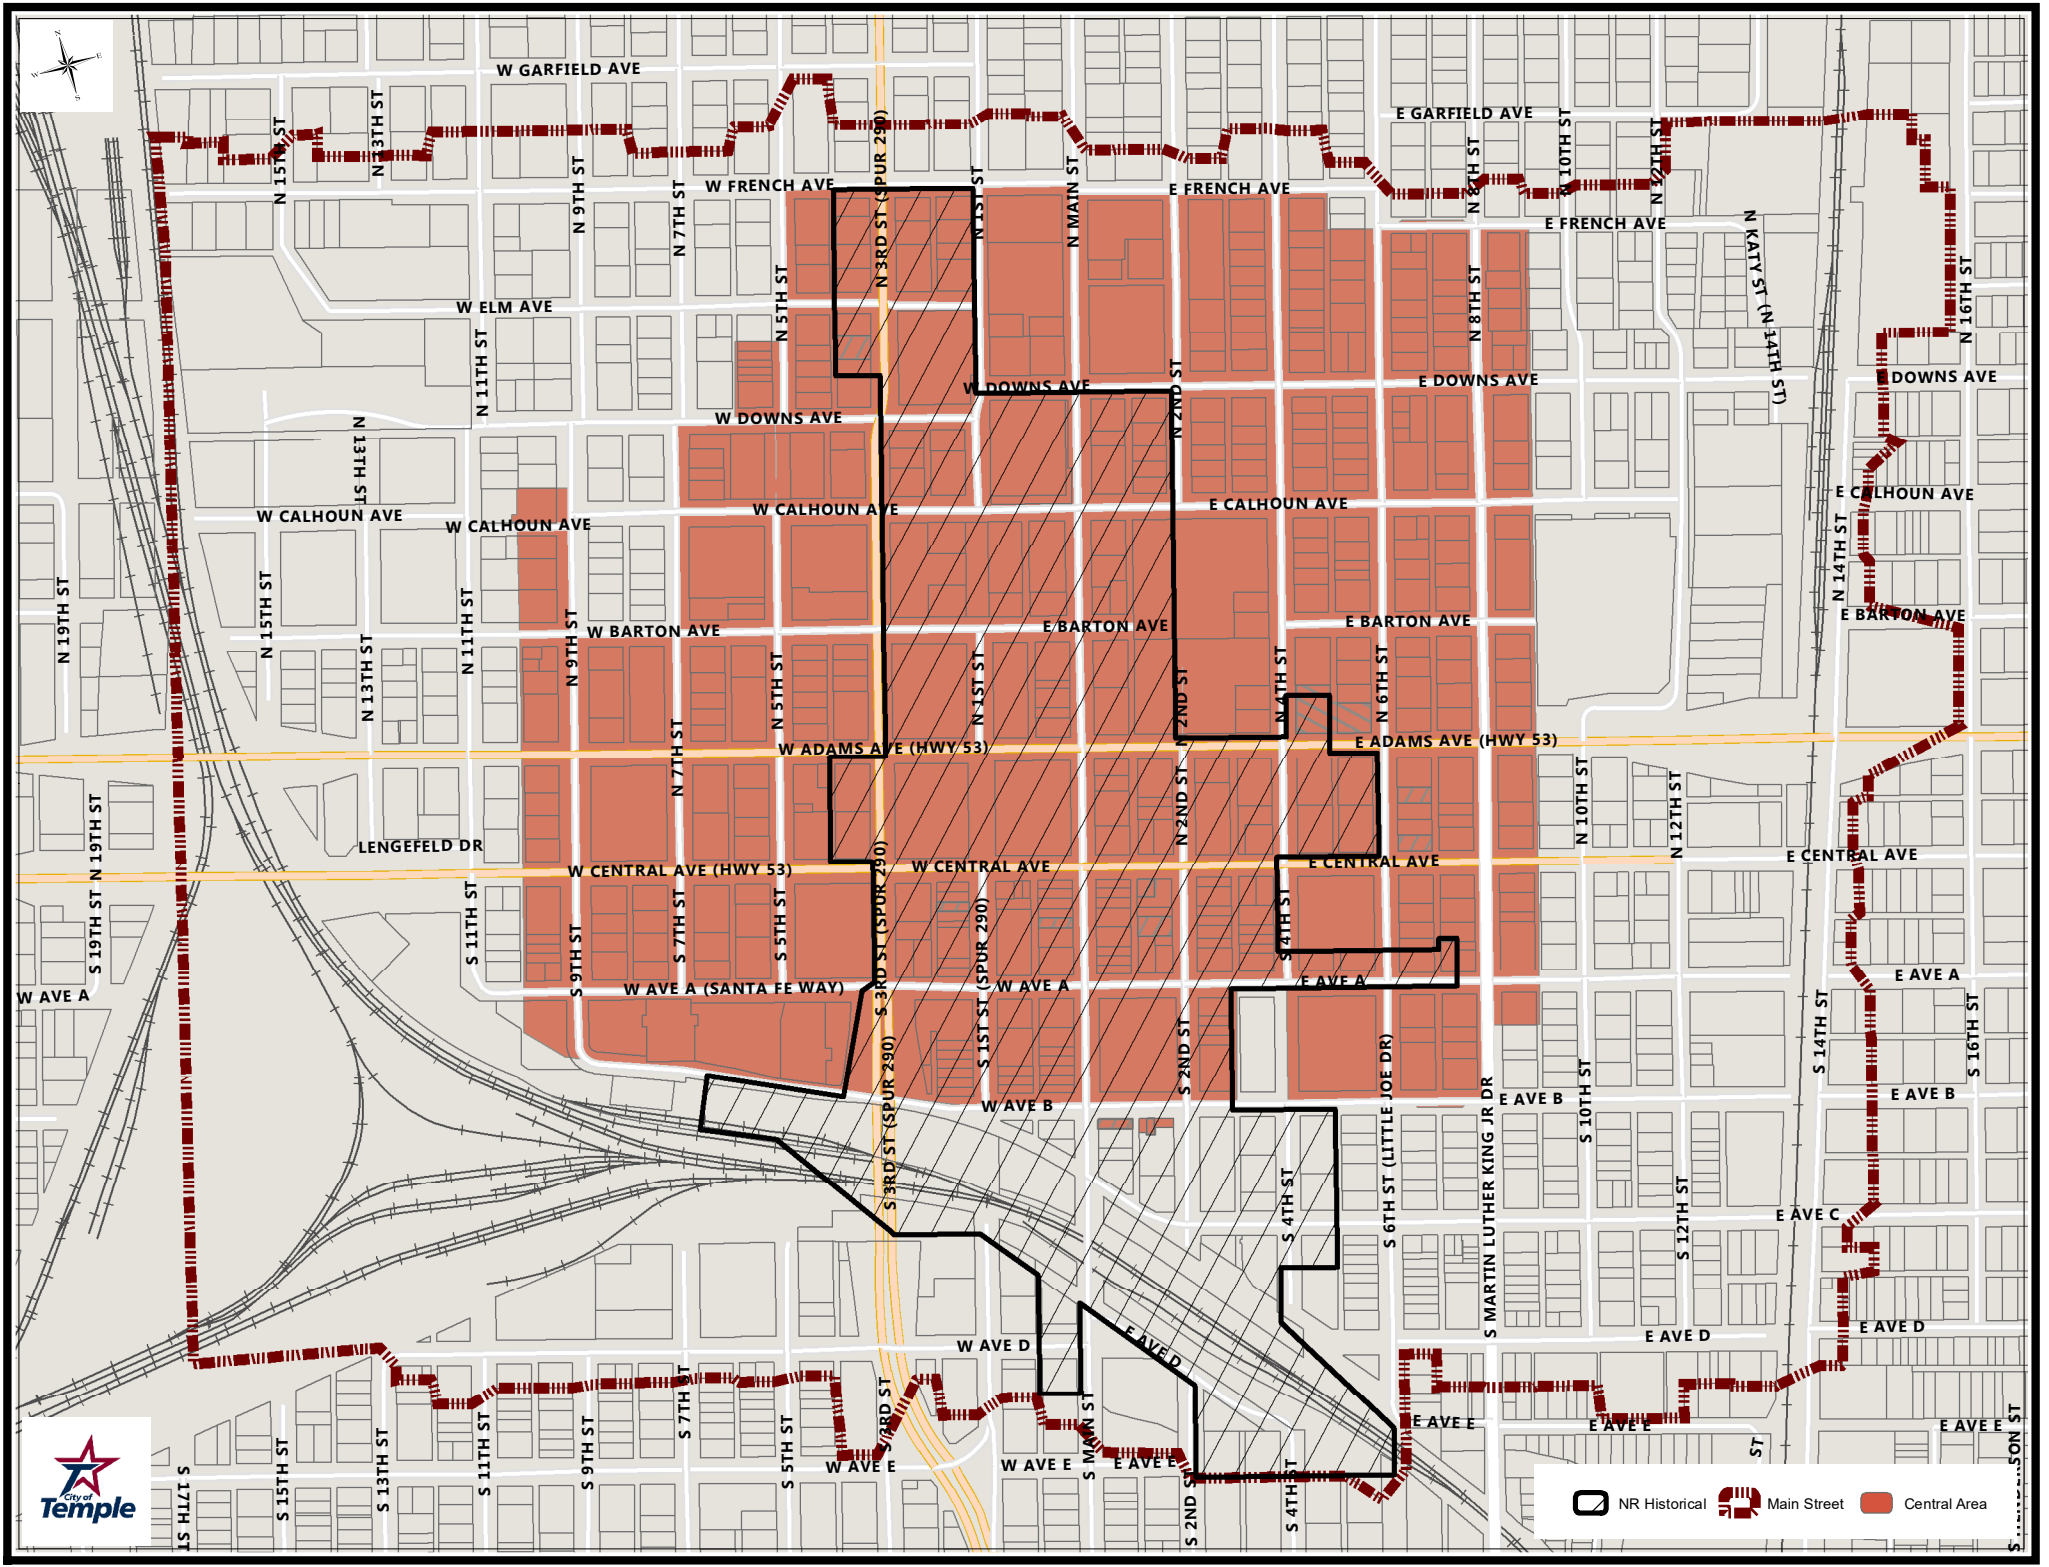 N
W
E
S
W GARFIELD AVE
E GARFIELD AVE
N 15TH ST
N 13TH ST
N 9TH ST
N 7TH ST
W FRENCH AVE
N 3RD ST (SPUR 290)
N 1ST ST
N MAIN ST
E FRENCH AVE
N 8TH ST
N 10TH ST
N 12TH ST
E FRENCH AVE
N KATY ST (N 14TH ST)
N 16TH ST
W ELM AVE
N 5TH ST
N 8TH ST
N 11TH ST
W DOWNS AVE
W DOWNS AVE
N 2ND ST
E DOWNS AVE
E DOWNS AVE
N 13TH ST
W CALHOUN AVE
W CALHOUN AVE
W CALHOUN AVE
E CALHOUN AVE
E CALHOUN AVE
N 19TH ST
N 15TH ST
N 13TH ST
N 11TH ST
N 9TH ST
W BARTON AVE
E BARTON AVE
E BARTON AVE
E BARTON AVE
N 14TH ST
N 5TH ST
N 1ST ST
N 2ND ST
N 4TH ST
N 6TH ST
N 7TH ST
W ADAMS AVE (HWY 53)
E ADAMS AVE (HWY 53)
N 19TH ST
N 2ND ST
N 10TH ST
N 12TH ST
LENGEFELD DR
W CENTRAL AVE (HWY 53)
W CENTRAL AVE
E CENTRAL AVE
E CENTRAL AVE
S 19TH ST
S 11TH ST
S 9TH ST
S 7TH ST
S 5TH ST
S 3RD ST (SPUR 290)
S 1ST ST (SPUR 290)
S 4TH ST
W AVE A
W AVE A (SANTA FE WAY)
W AVE A
E AVE A
E AVE A
S 14TH ST
S 16TH ST
S 3RD ST (SPUR 290)
S 2ND ST
S 6TH ST (LITTLE JOE DR)
S MARTIN LUTHER KING JR DR
S 10TH ST
W AVE B
E AVE B
E AVE B
S 4TH ST
S 12TH ST
E AVE C
W AVE D
E AVE D
E AVE D
E AVE D
S 17TH ST
S 15TH ST
S 13TH ST
S 11TH ST
S 9TH ST
S 7TH ST
S 5TH ST
S 3RD ST
W AVE E
W AVE E
S MAIN ST
E AVE E
S 2ND ST
S 4TH ST
E AVE E
E AVE E
ST
E AVE E
City of
Temple
NR Historical
Main Street
Central Area